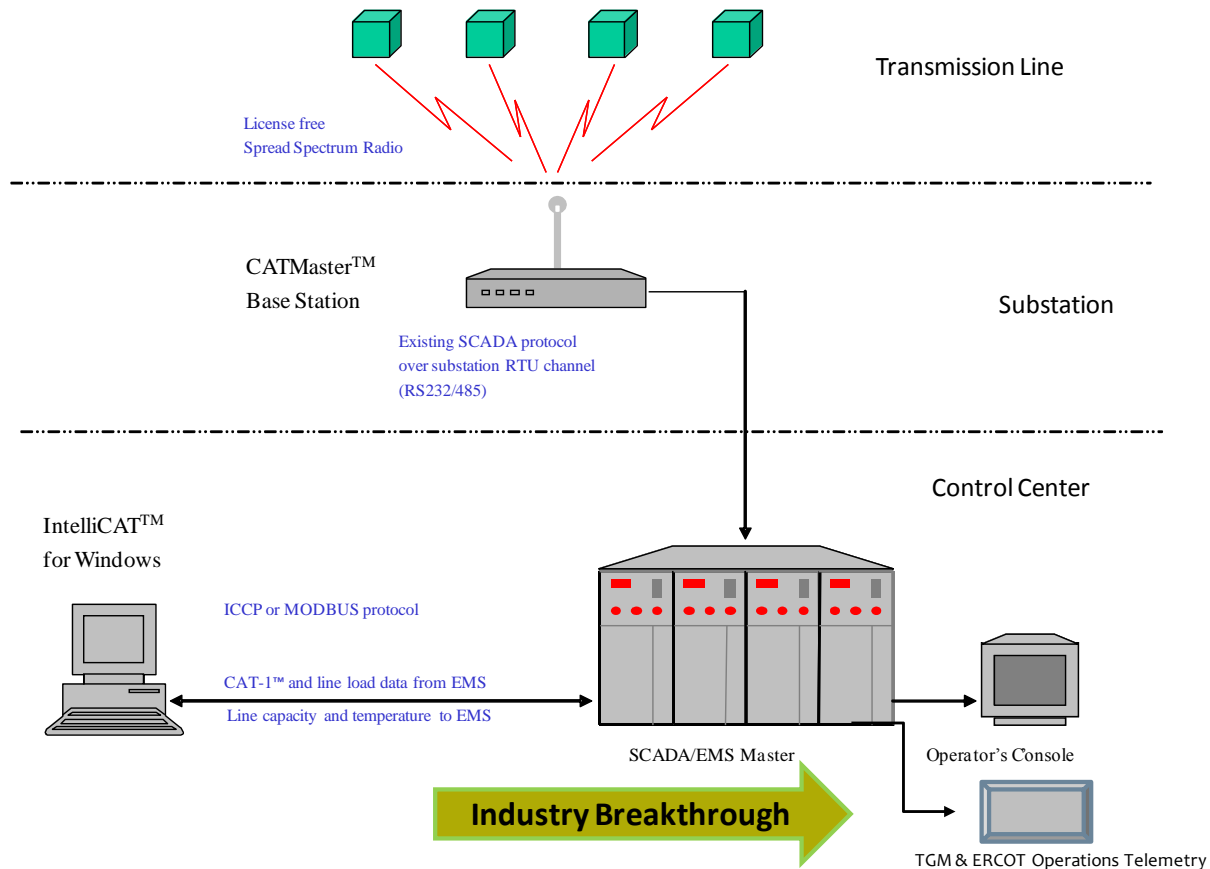 Transmission Line
License free
Spread Spectrum Radio
CATMaster™
Base Station
Substation
Existing SCADA protocol
over substation RTU channel
(RS232/485)
Control Center
IntelliCAT™
for Windows
ICCP or MODBUS protocol
CAT-1™ and line load data from EMS
Line capacity and temperature to EMS
SCADA/EMS Master
Operator's Console
Industry Breakthrough
TGM & ERCOT Operations Telemetry